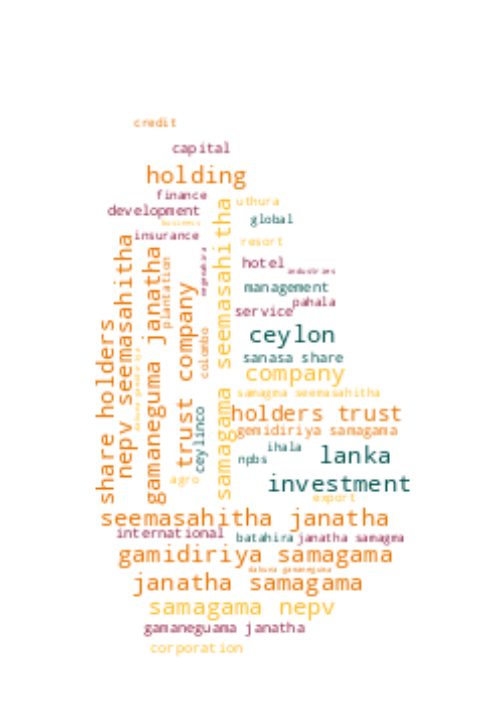 credit
capital
holding
finance
uthura
development
global
business
insurance
resort
hotel
industries
management
pahala
service
ceylon
sanasa share
company
samagma seemasahitha
holders trust
gemidiriya samagama
ihala
npbs
lanka
investment
export
share holders
nepv seemasahitha
gamaneguma janatha
plantation
trust company
colombo
ceylinco
agro
samagama seemasahitha
seemasahitha janatha
international
batahira
janatha samagma
gamidiriya samagama
janatha samagama
samagama nepv
gamaneguama janatha
corporation